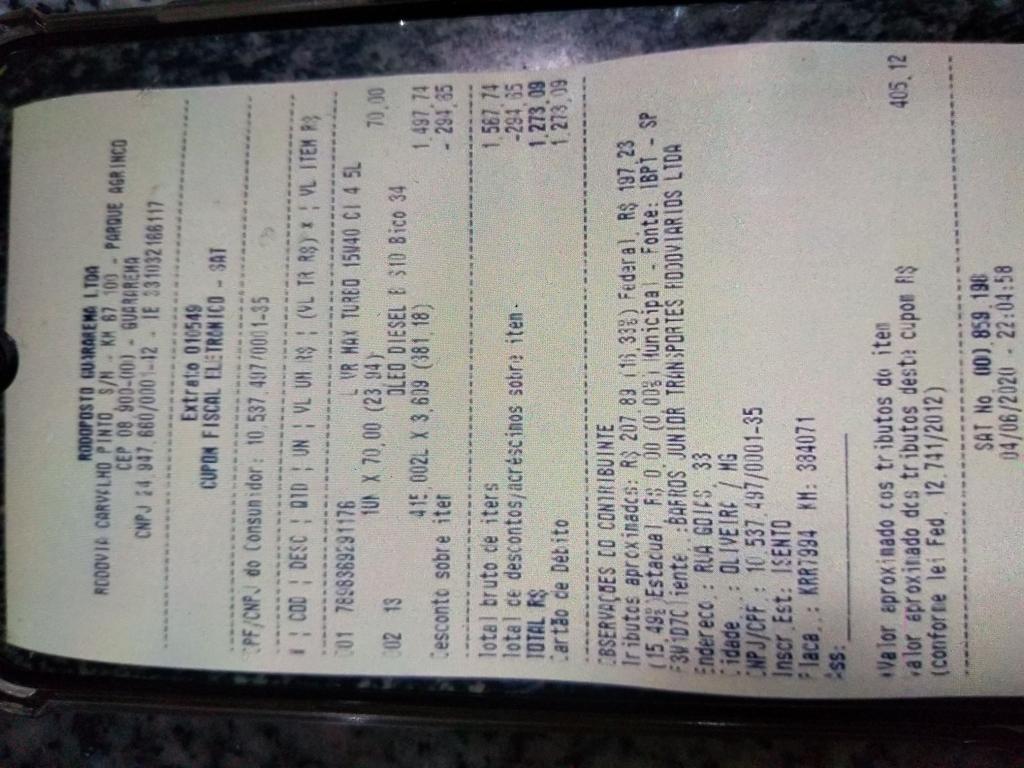 RODOPOSTO GUARAREMA LTDA
RODOVIA CARVALHO PINTO S/N - KM 67 100 - PARQUE AGRINCO
CEP 08 900-000 - GUARAREMA
CNPJ 24 947.660/0001-12 - IE 331032166117
Extrato 010549
CUPON FISCAL ELETRONICO - SAT
CPF/CNPJ do Consumidor: 10.537.497/0001-35
# | COD | DESC | QTD | UN | VL UN R$ | (VL TR R$) * | VL ITEM R$
001 7898369291176 LVR MAX TURBO 15W40 CI 4 5L
1UN X 70,00 (23,94) 70,00
002 13 OLEO DIESEL B S10 Bico 34
415 002L X 3,609 (381,18) 1.497,74
Desconto sobre item -294,65
Total bruto de itens 1.567,74
Total de descontos/acréscimos sobre item -294,65
TOTAL R$ 1.273,09
Cartão de Debito 1.273,09
OBSERVAÇÕES DO CONTRIBUINTE
Tributos aproximados: R$ 207,89 (16,33%) Federal R$ 197,23
(15,49%) Estadual R$ 0,00 (0,00%) Municipal - Fonte: IBPT - SP
Cliente :BARROS JUNIOR TRANSPORTES RODOVIARIOS LTDA
Endereco.: RUA GOIAS 33
Cidade..: OLIVEIRA / MG
CNPJ/CPF: 10.537.497/0001-35
Inscr Est: ISENTO
Placa..: KRR7994 KM: 384071
Ass:
*Valor aproximado dos tributos do item
Valor aproximado dos tributos deste cupon R$ 405,12
(conforme lei Fed. 12.741/2012)
SAT No. 000.859.198
04/06/2020 - 22:04:58